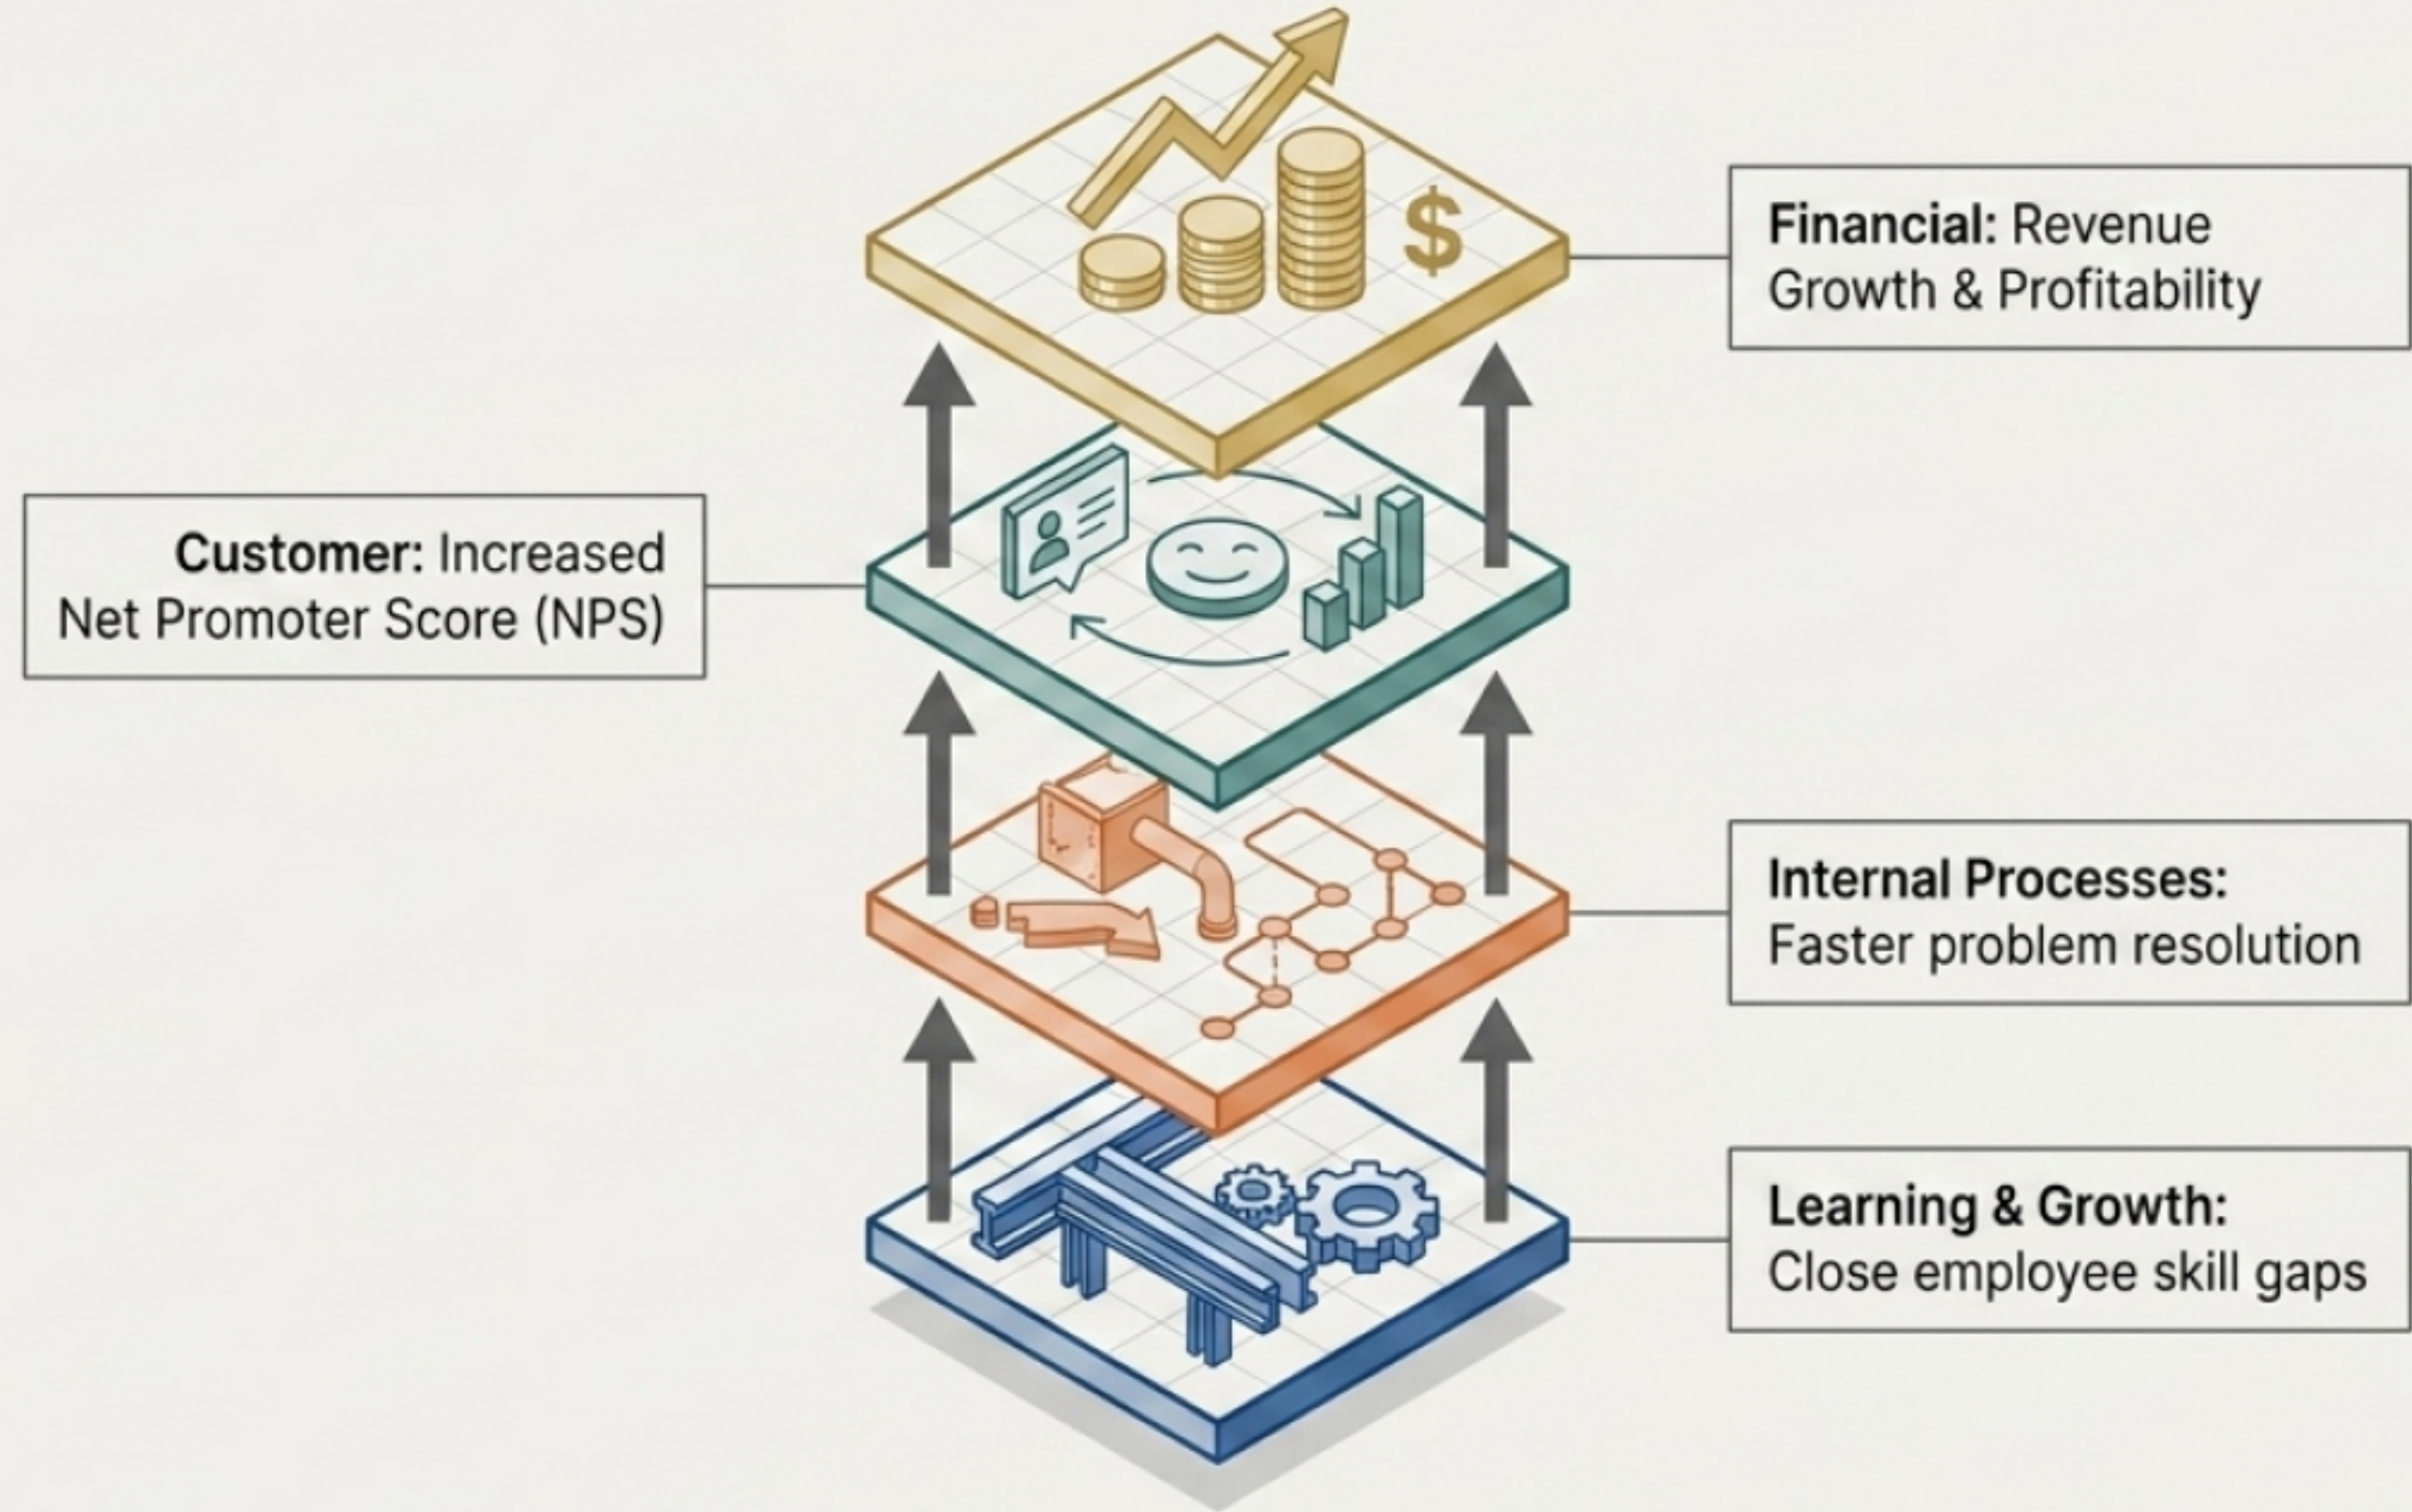 Financial: Revenue
Growth & Profitability
$
Customer: Increased
Net Promoter Score (NPS)
Internal Processes:
Faster problem resolution
Learning & Growth:
Close employee skill gaps